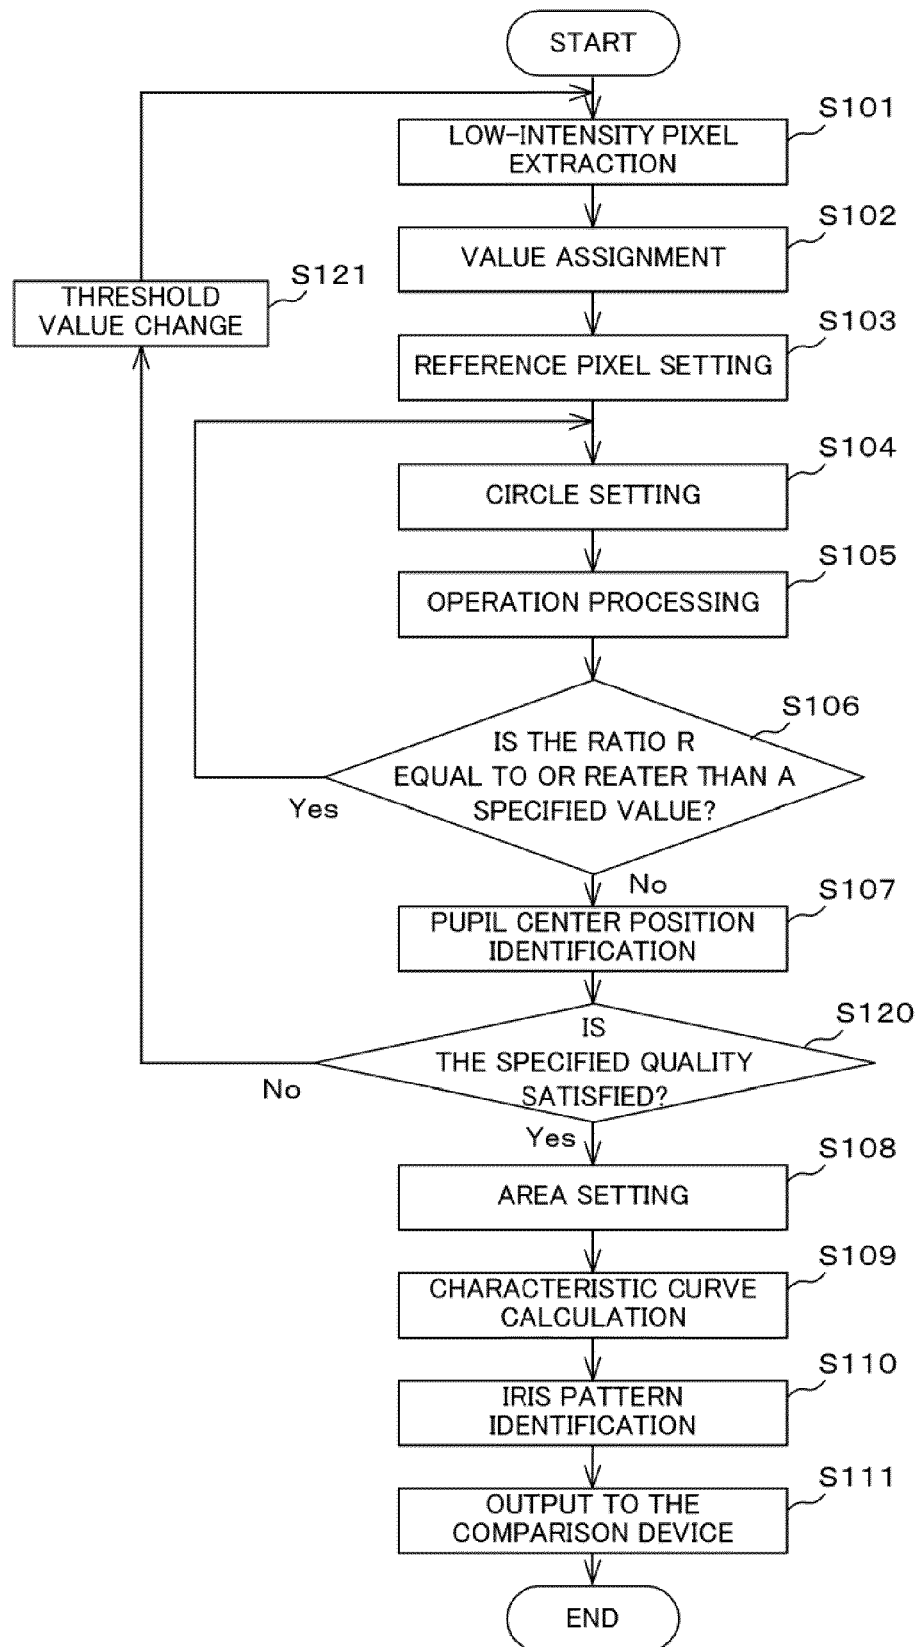 START
S101
LOW-INTENSITY PIXEL
EXTRACTION
S102
VALUE ASSIGNMENT
S121
THRESHOLD
VALUE CHANGE
S103
REFERENCE PIXEL SETTING
S104
CIRCLE SETTING
S105
OPERATION PROCESSING
S106
IS THE RATIO R
EQUAL TO OR REATER THAN A
SPECIFIED VALUE?
Yes
No
S107
PUPIL CENTER POSITION
IDENTIFICATION
S120
IS
THE SPECIFIED QUALITY
SATISFIED?
No
Yes
S108
AREA SETTING
S109
CHARACTERISTIC CURVE
CALCULATION
S110
IRIS PATTERN
IDENTIFICATION
S111
OUTPUT TO THE
COMPARISON DEVICE
END